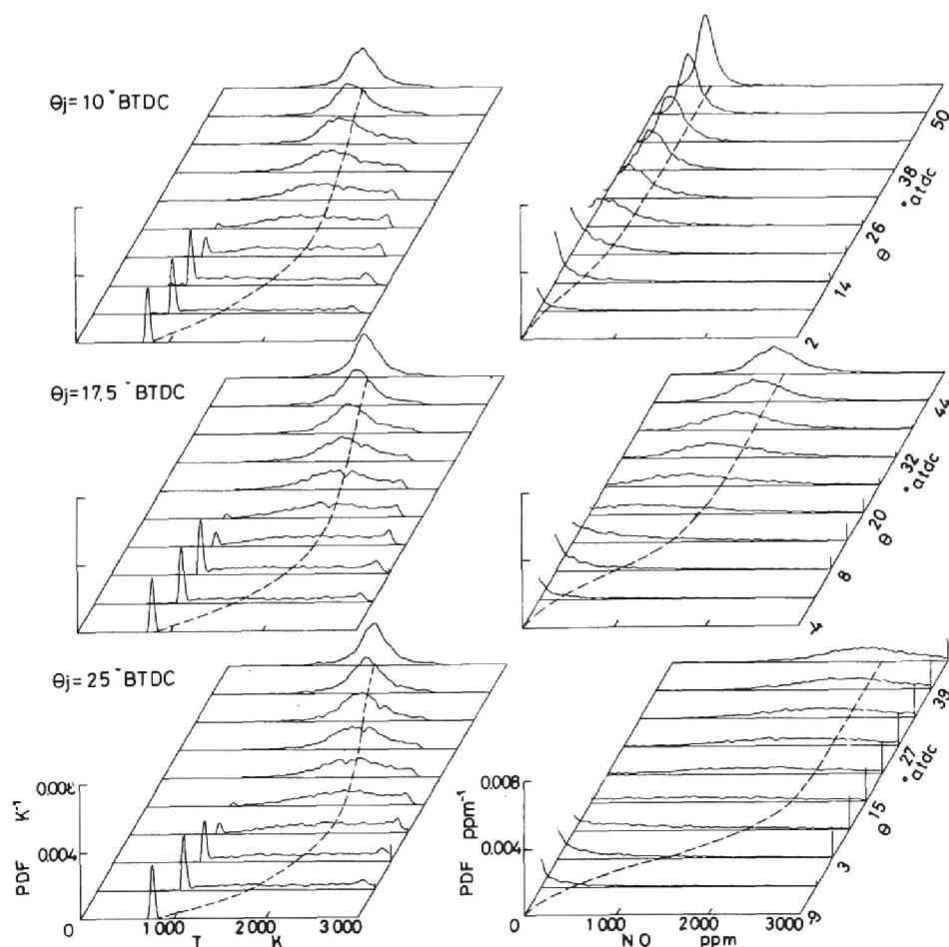 θj=10°BTDC
50
38
°atdc
26
θ
14
2
θj=17.5°BTDC
44
32
°atdc
20
θ
8
-4
θj=25°BTDC
39
27
°atdc
15
θ
3
-9
0.008
K⁻¹
0.004
PDF
0
1000
2000
3000
T K
0.008
ppm⁻¹
0.004
PDF
0
1000
2000
3000
NO ppm